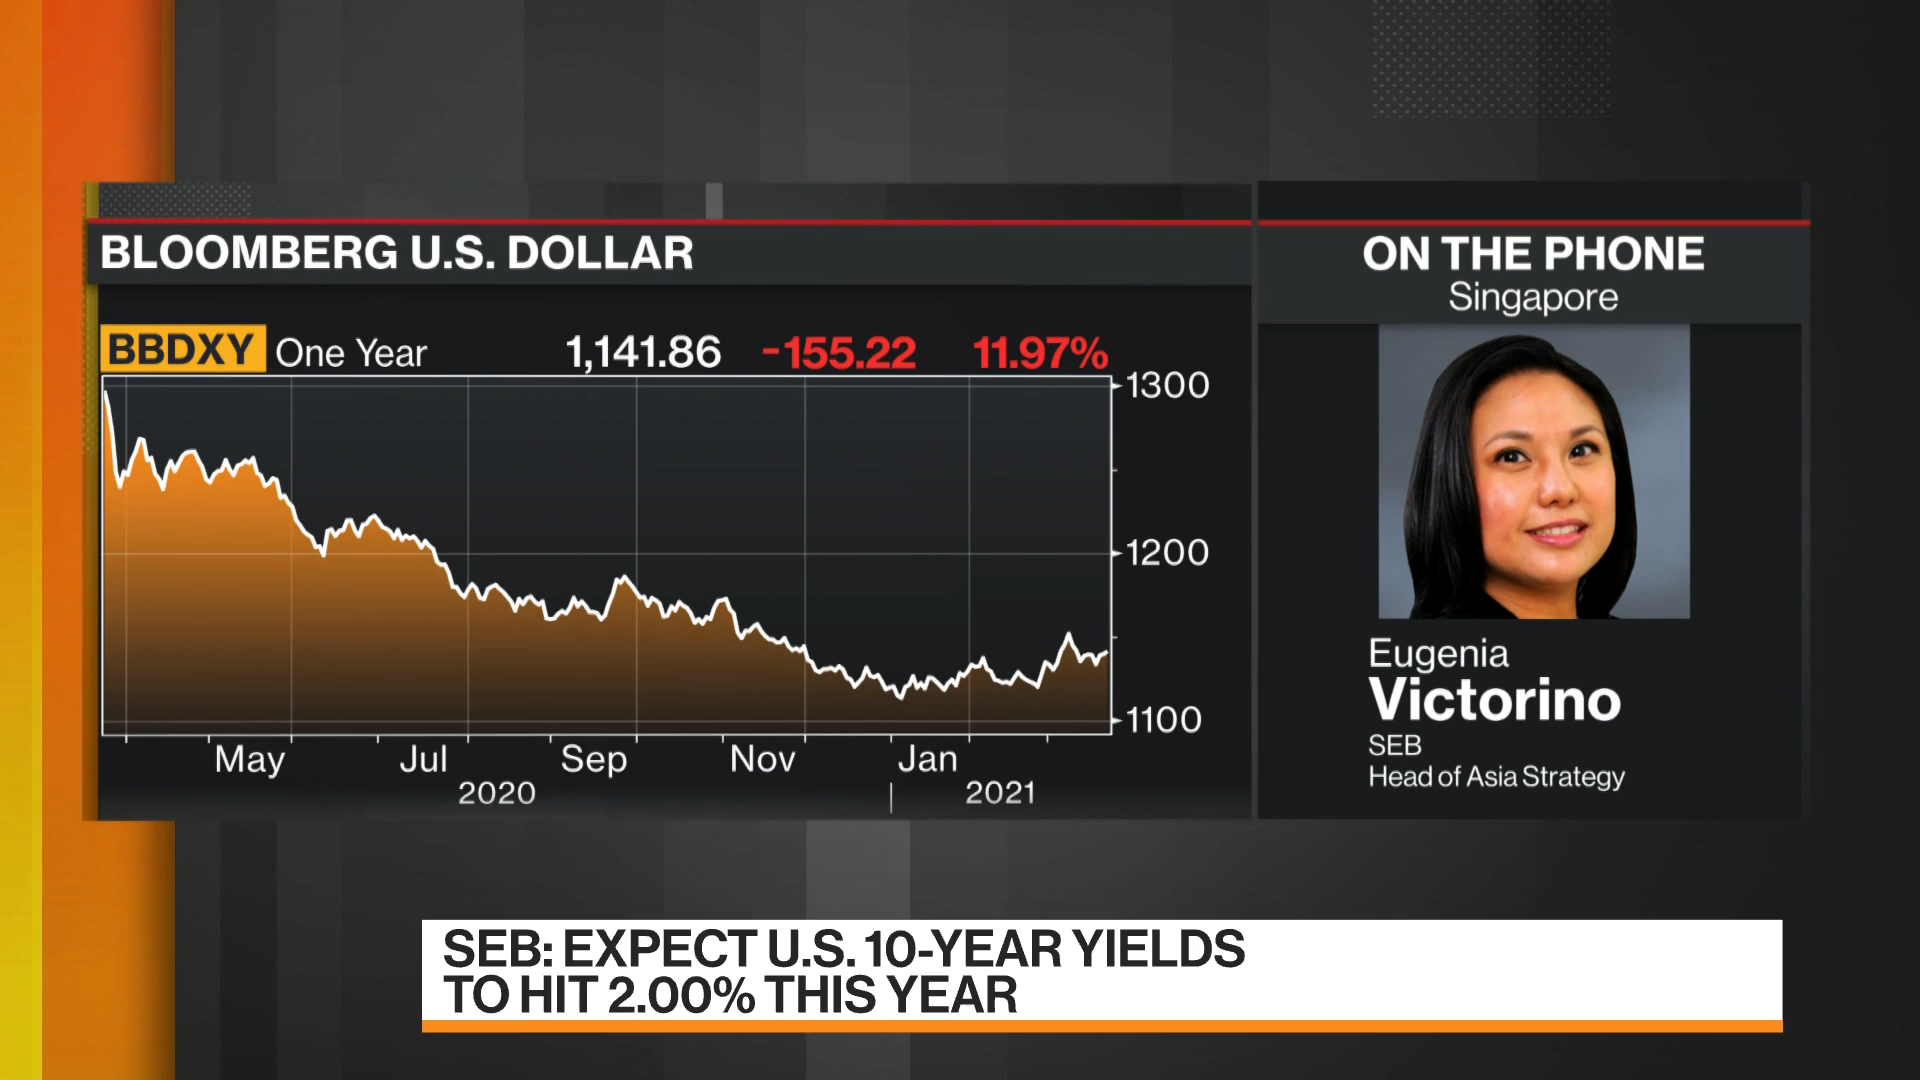 BLOOMBERG U.S. DOLLAR
BBDXY One Year 1,141.86 -155.22 11.97%
1300
1200
1100
May Jul Sep Nov Jan
2020 2021
ON THE PHONE
Singapore
Eugenia
Victorino
SEB
Head of Asia Strategy
SEB: EXPECT U.S. 10-YEAR YIELDS
TO HIT 2.00% THIS YEAR